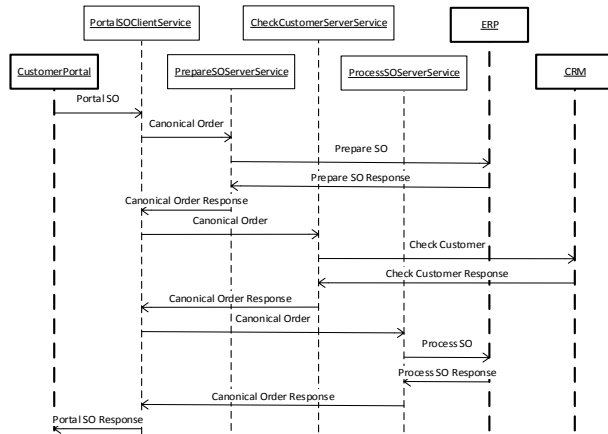 PortalSOClientService
CheckCustomerServerService
ERP
CustomerPortal
PrepareSOServerService
ProcessSOServerService
CRM
Portal SO
Canonical Order
Prepare SO
Prepare SO Response
Canonical Order Response
Canonical Order
Check Customer
Check Customer Response
Canonical Order Response
Canonical Order
Process SO
Process SO Response
Canonical Order Response
Portal SO Response